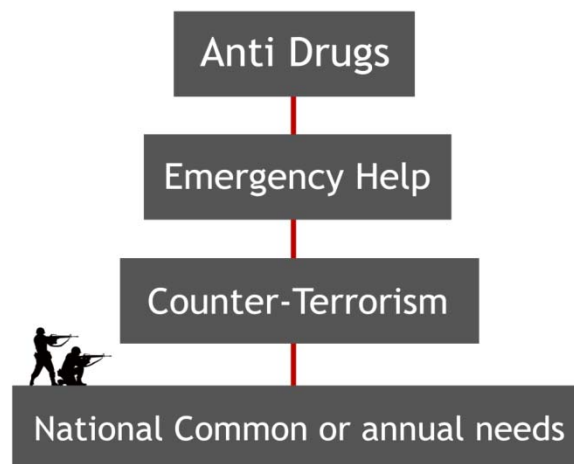 Anti Drugs
Emergency Help
Counter-Terrorism
National Common or annual needs